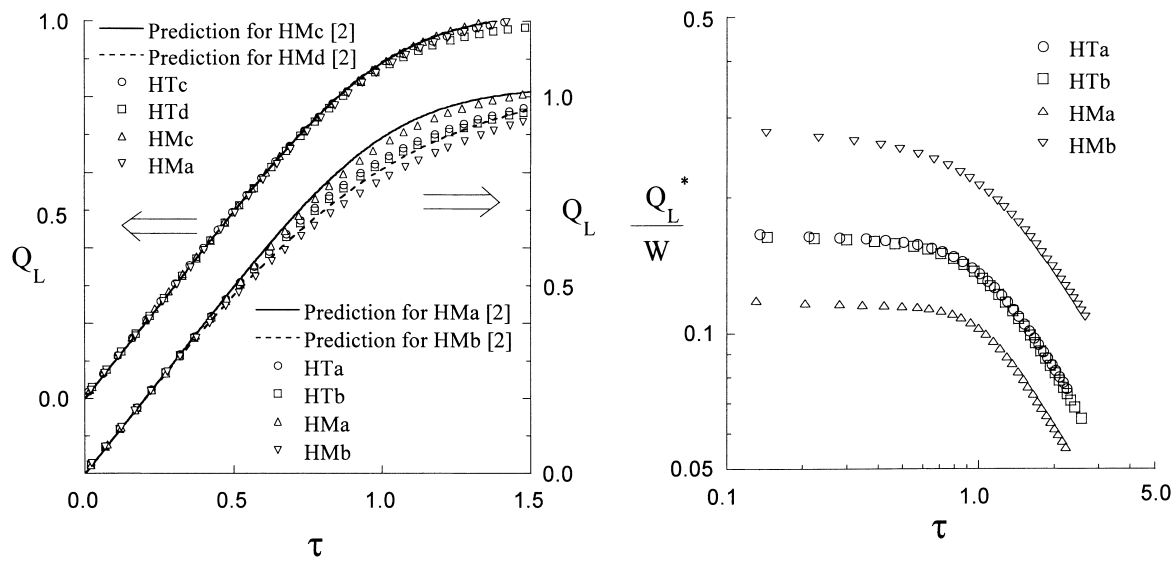 1.0
Prediction for HMc [2]
Prediction for HMd [2]
HTc
HTd
HMc
HMa
0.5
Q_L
0.0
1.0
Q_L
0.5
0.0
Prediction for HMa [2]
Prediction for HMb [2]
HTa
HTb
HMa
HMb
0.0 0.5 1.0 1.5
τ
0.5
HTa
HTb
HMa
HMb
Q_L^*
W
0.1
0.05
0.1 1.0 5.0
τ